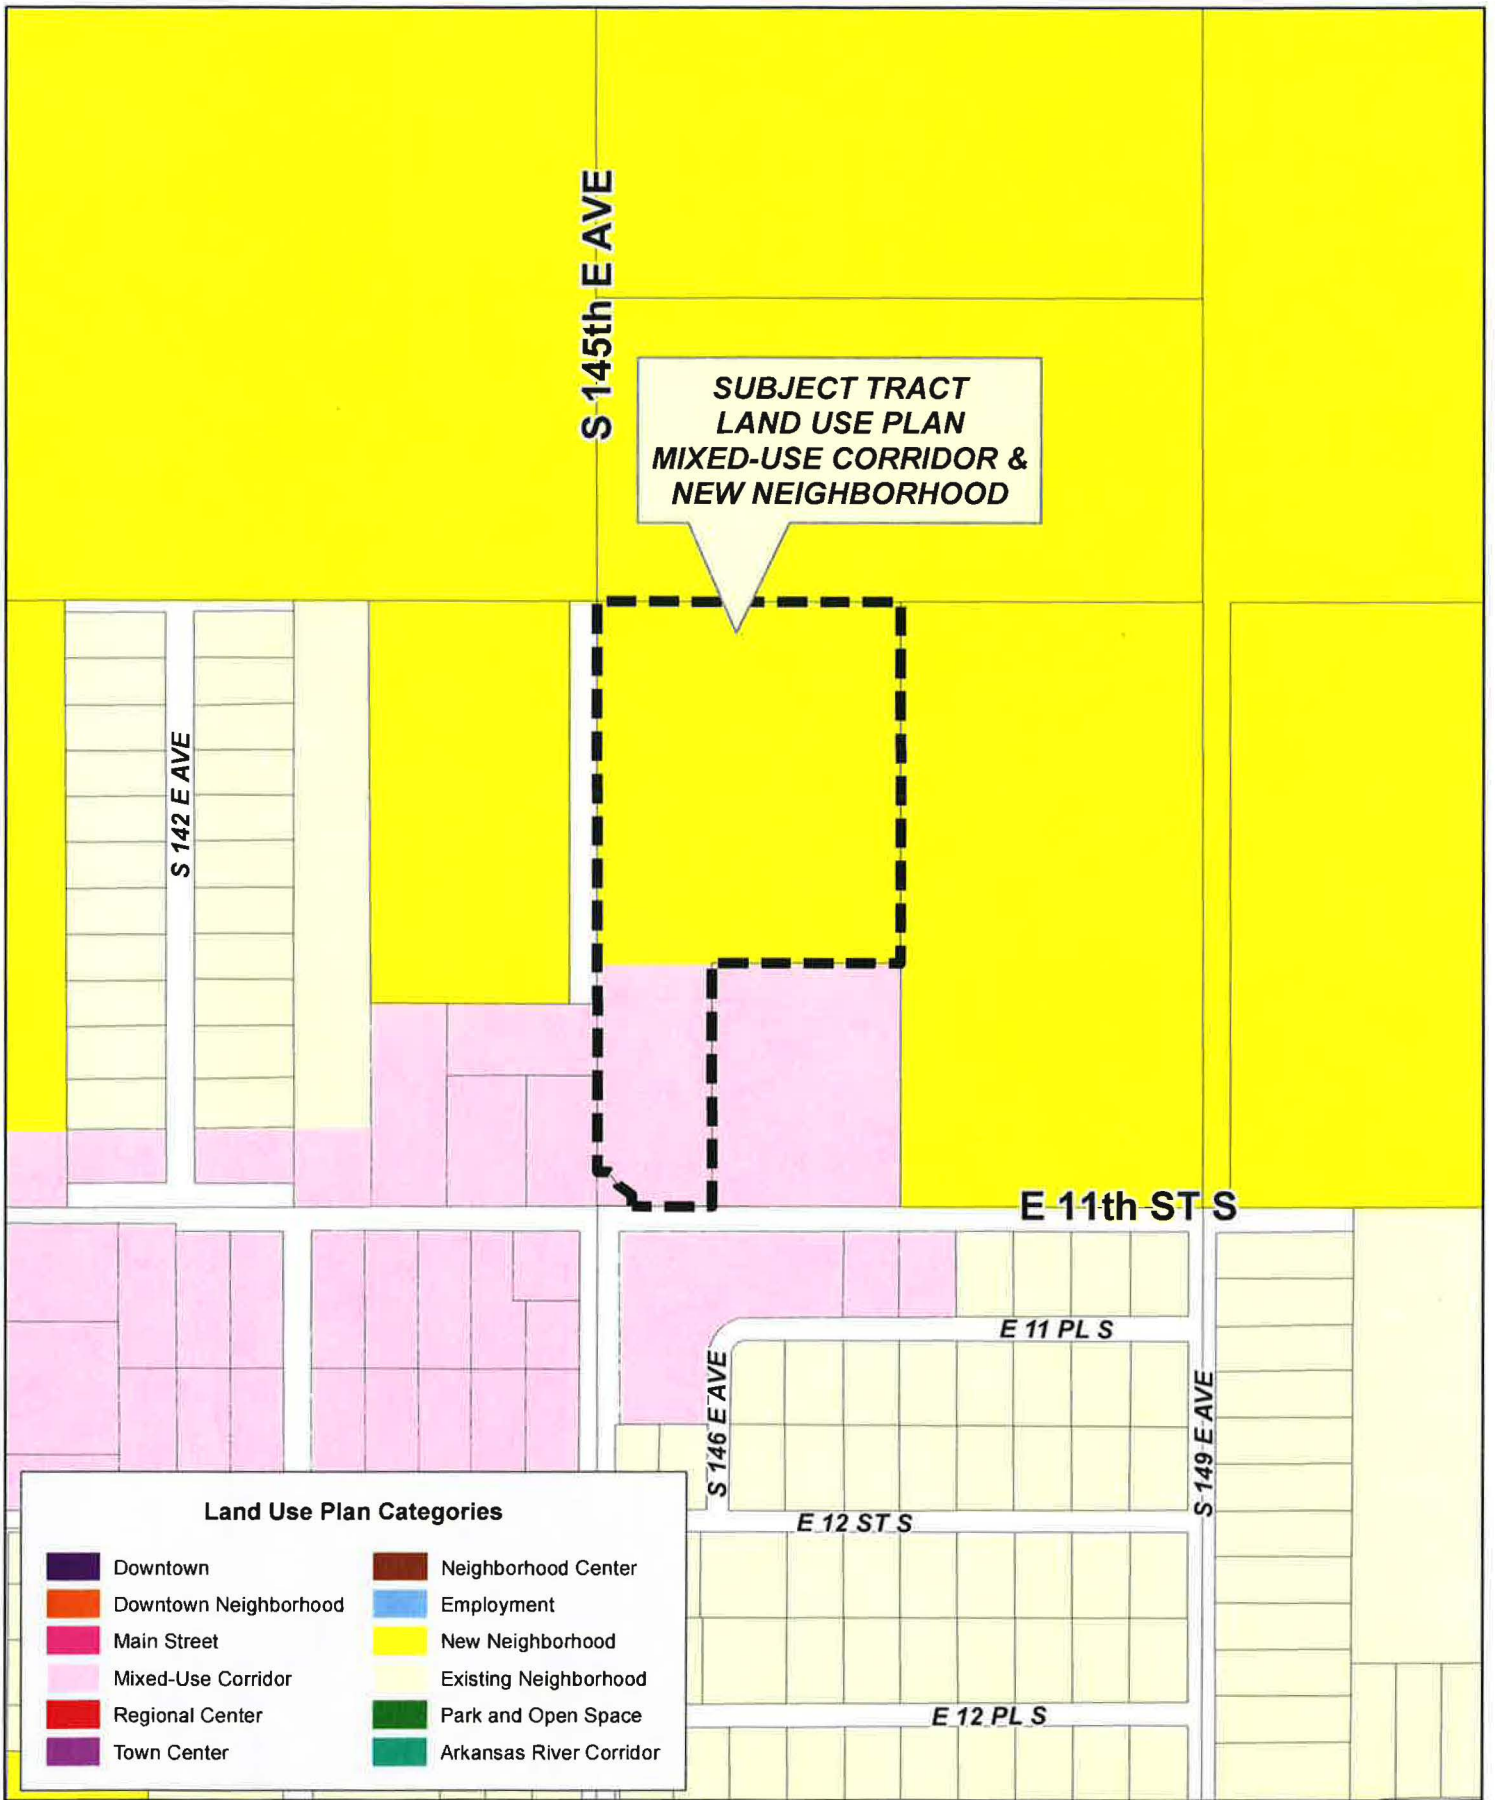 S 145th E AVE
SUBJECT TRACT
LAND USE PLAN
MIXED-USE CORRIDOR &
NEW NEIGHBORHOOD
S 142 E AVE
E 11th ST S
E 11 PL S
S 146 E AVE
S 149 E AVE
E 12 ST S
E 12 PL S
Land Use Plan Categories
Downtown
Downtown Neighborhood
Main Street
Mixed-Use Corridor
Regional Center
Town Center
Neighborhood Center
Employment
New Neighborhood
Existing Neighborhood
Park and Open Space
Arkansas River Corridor